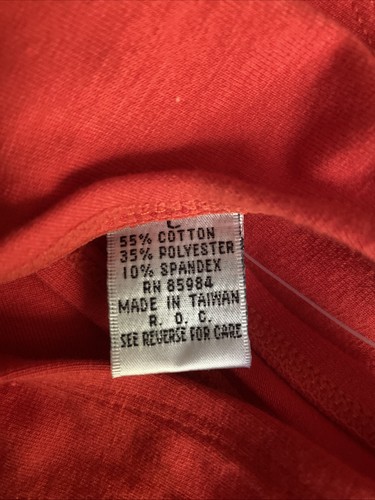 L
55% COTTON
35% POLYESTER
10% SPANDEX
RN 85984
MADE IN TAIWAN
R. O. C.
SEE REVERSE FOR CARE